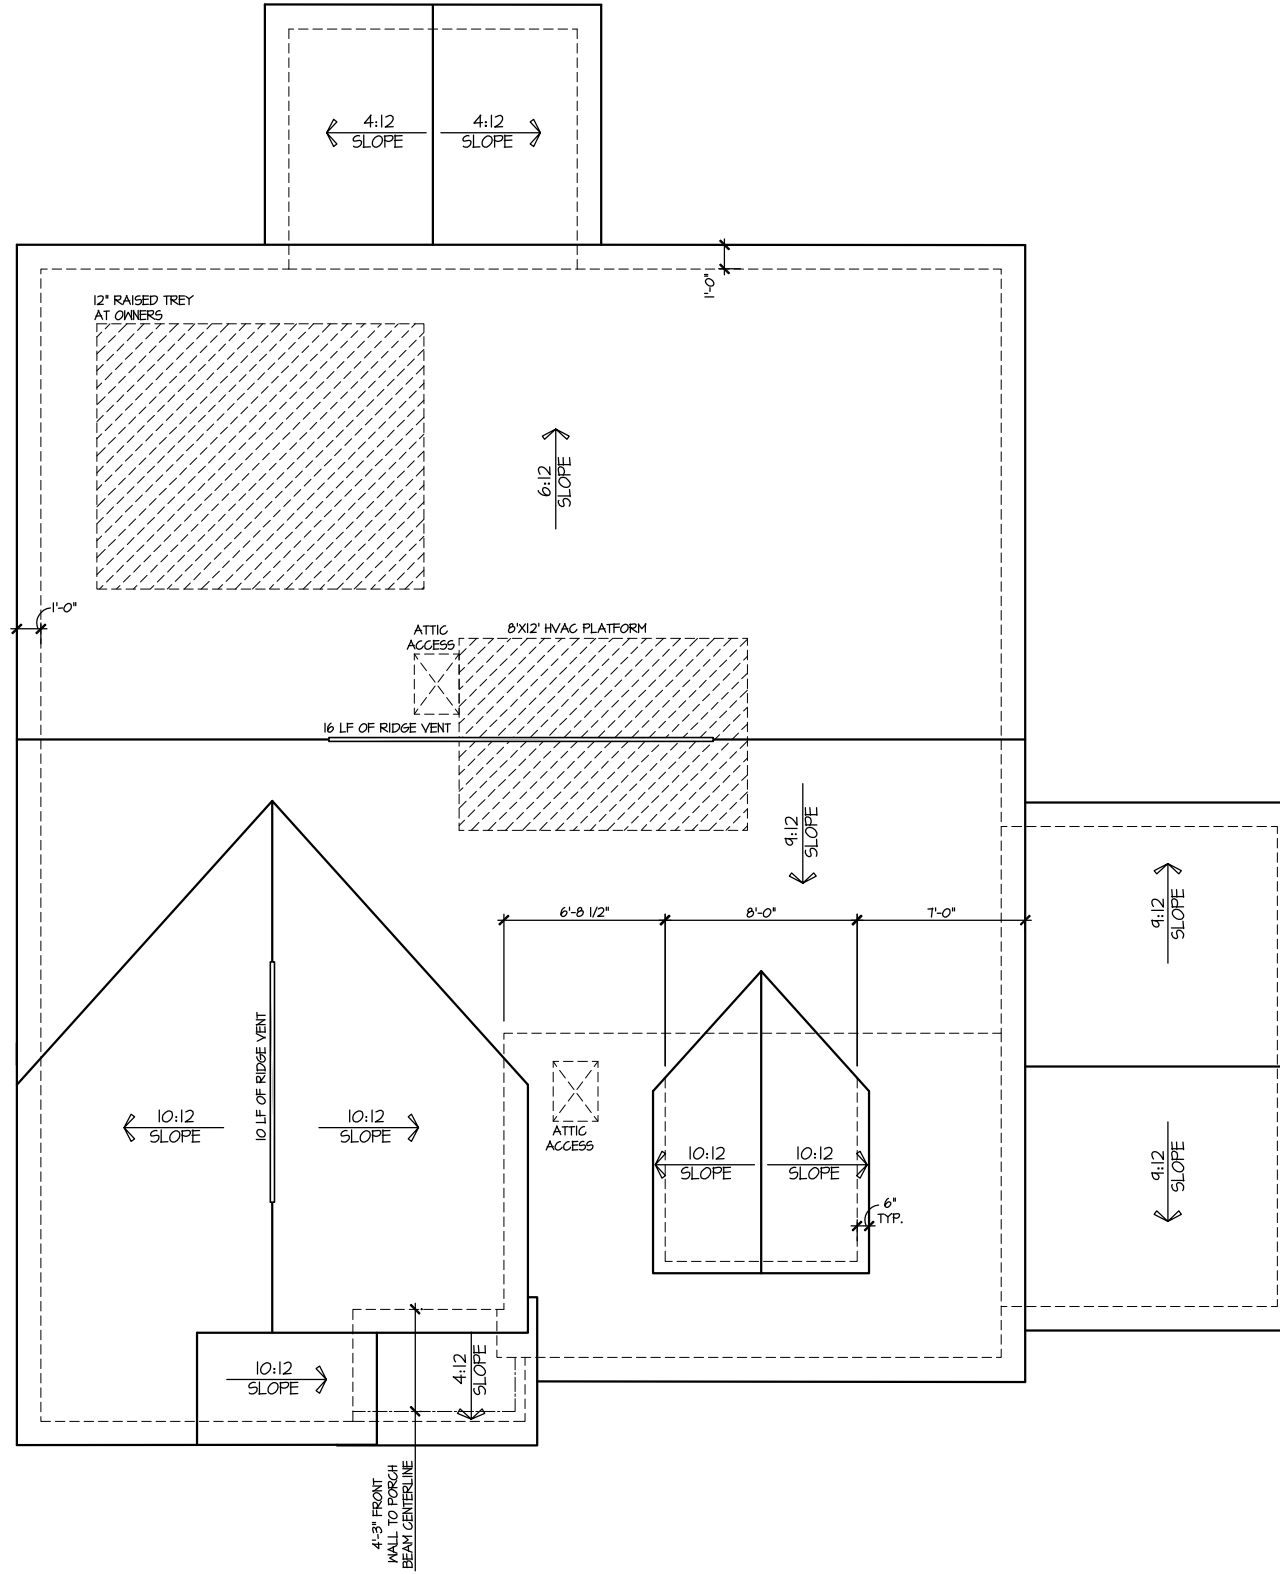 4:12
SLOPE
4:12
SLOPE
1'-0"
12" RAISED TREY
AT OWNERS
6:12
SLOPE
1'-0"
ATTIC
ACCESS
8'X12' HVAC PLATFORM
16 LF OF RIDGE VENT
9:12
SLOPE
9:12
SLOPE
6'-8 1/2"
8'-0"
7'-0"
10 LF OF RIDGE VENT
10:12
SLOPE
10:12
SLOPE
ATTIC
ACCESS
10:12
SLOPE
10:12
SLOPE
9:12
SLOPE
6"
TYP.
10:12
SLOPE
4:12
SLOPE
4'-3" FRONT
WALL TO PORCH
BEAM CENTERLINE